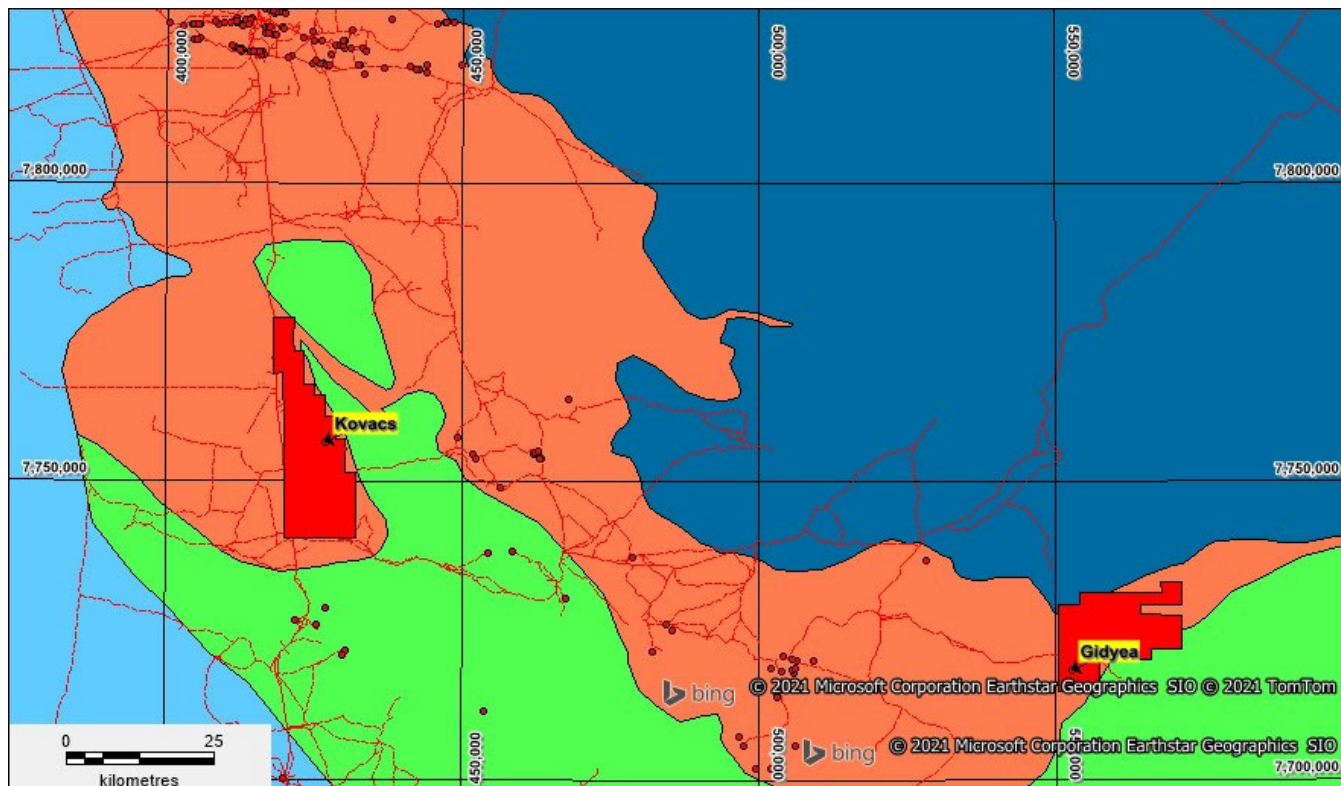 400,000
450,000
500,000
550,000
7,800,000
7,800,000
Kovacs
7,750,000
7,750,000
Gidyea
bing
© 2021 Microsoft Corporation Earthstar Geographics SIO © 2021 TomTom
bing
© 2021 Microsoft Corporation Earthstar Geographics SIO
0 25
kilometres
450,000
500,000
7,700,000